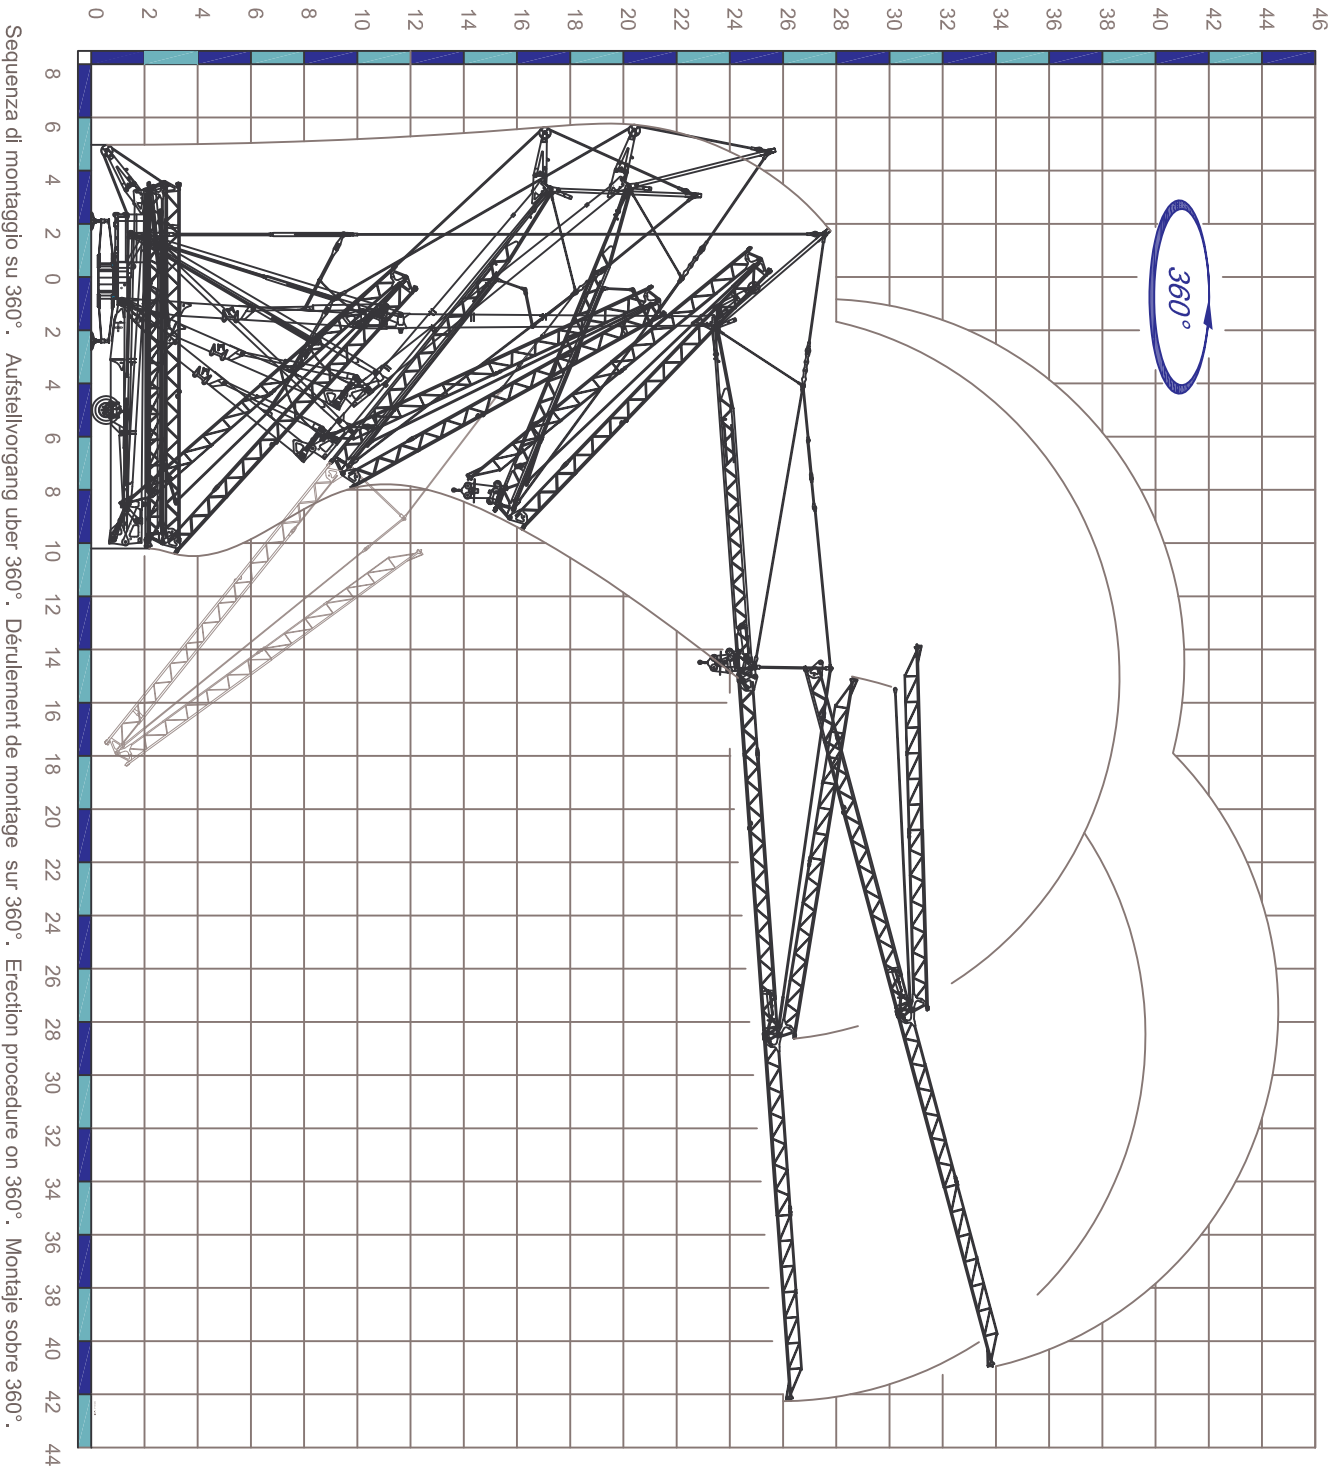 0 2 4 6 8 10 12 14 16 18 20 22 24 26 28 30 32 34 36 38 40 42 44 46
8 6 4 2 0 2 4 6 8 10 12 14 16 18 20 22 24 26 28 30 32 34 36 38 40 42 44
360°
Sequenza di montaggio su 360°. Aufstellvorgang uber 360°. Dérulement de montage sur 360°. Erection procedure on 360°. Montaje sobre 360°.